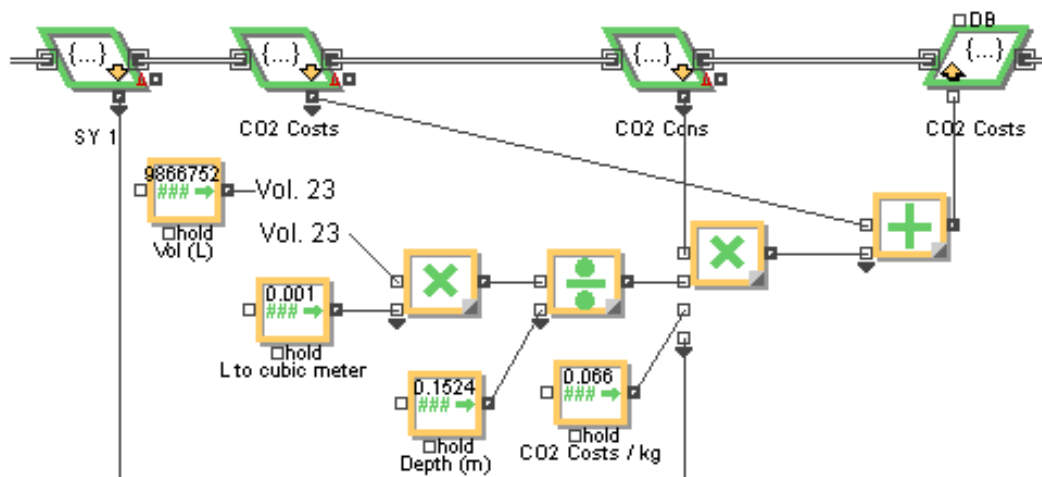 DB
{...}
{...}
{...}
{...}
SY 1
CO2 Costs
CO2 Cons
CO2 Costs
9866752
###
hold
Vol (L)
Vol. 23
Vol. 23
0.001
###
hold
L to cubic meter
0.1524
###
hold
Depth (m)
0.066
###
hold
CO2 Costs / kg